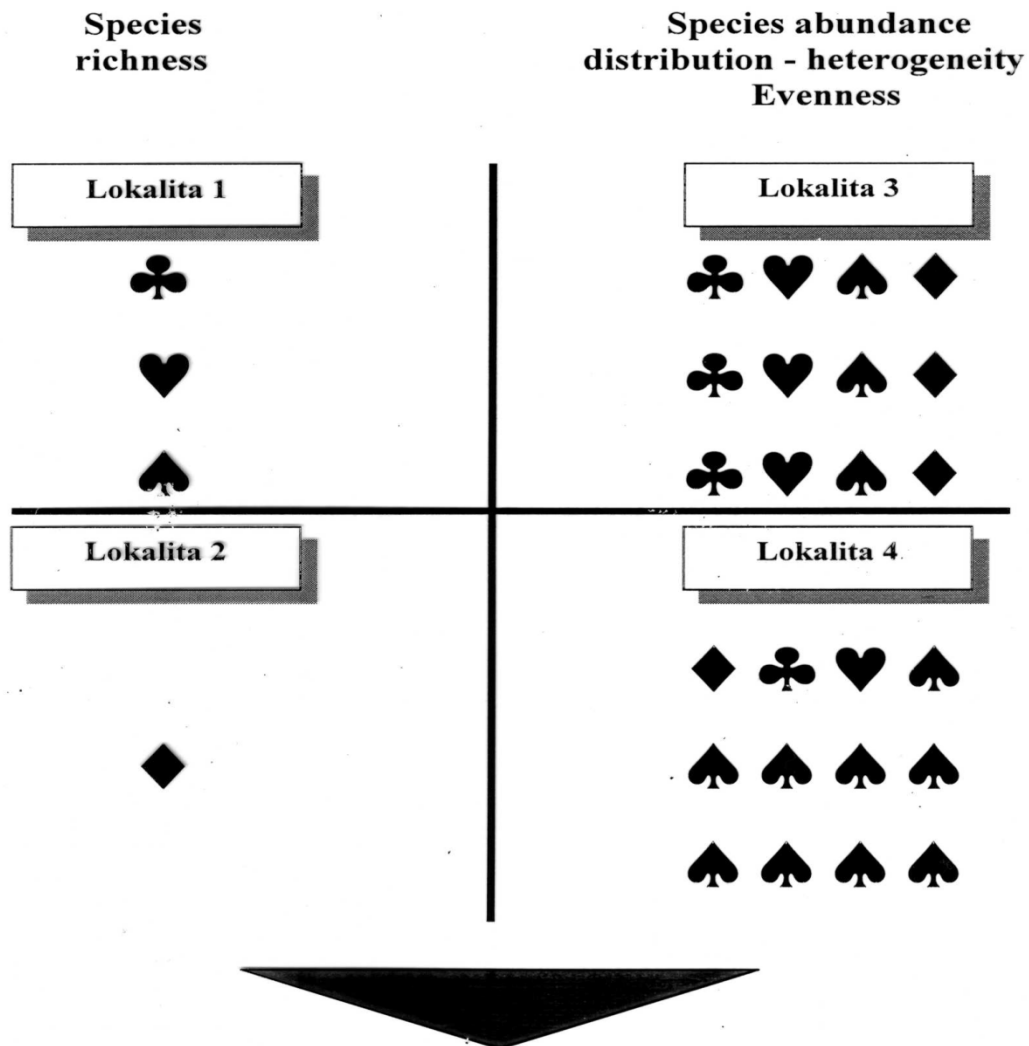 Species
richness
Species abundance
distribution - heterogeneity
Evenness
Lokalita 1
Lokalita 3
Lokalita 2
Lokalita 4